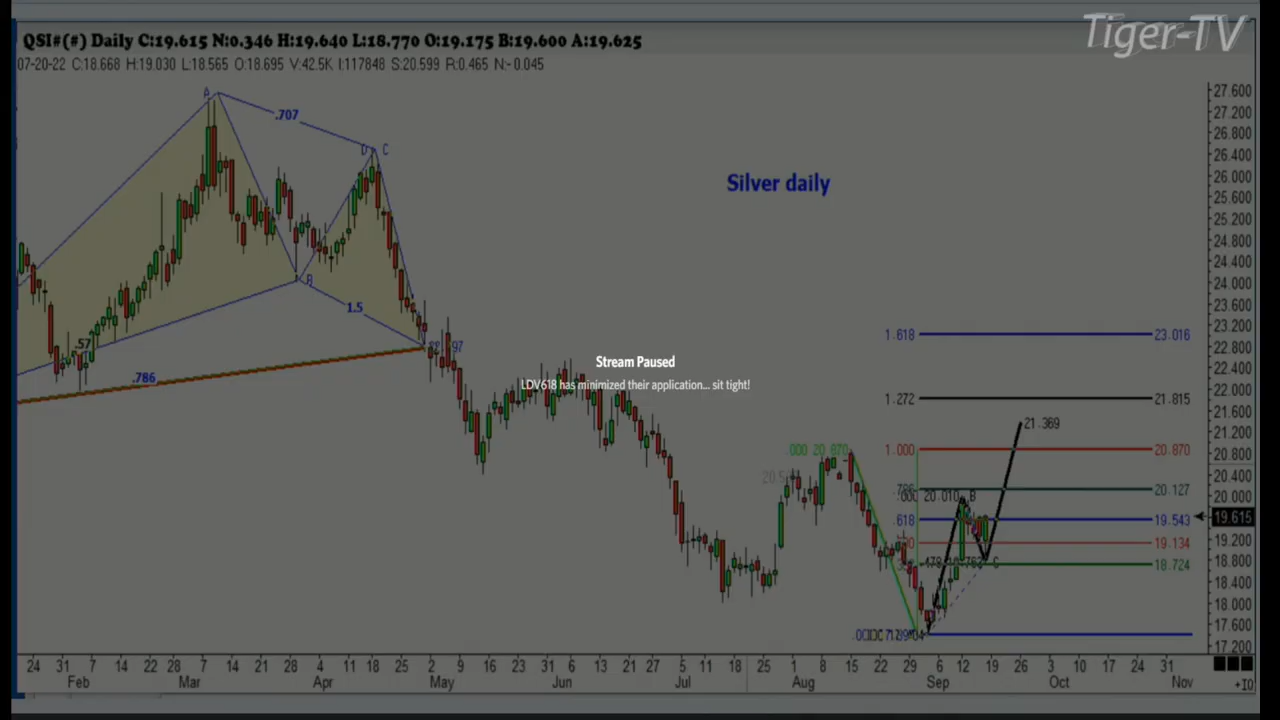 Tiger-TV
QSI#(#) Daily C:19.615 N:0.346 H:19.640 L:18.770 O:19.175 B:19.600 A:19.625
07-20-22 C:18.668 H:19.030 L:18.565 O:18.695 V:42.5K I:117848 S:20.599 R:0.465 N:-0.045
A
.707
D C
B
1.5
.57
.786
Silver daily
Stream Paused
LDV618 has minimized their application... sit tight!
1.618 23.016
1.272 21.815
21.369
.000 20.870 1.000 20.870
20.127
20.010 B
.618 19.543
19.134
C 18.724
27.600
27.200
26.800
26.400
26.000
25.600
25.200
24.800
24.400
24.000
23.600
23.200
22.800
22.400
22.000
21.600
21.200
20.800
20.400
20.000
19.615
19.200
18.800
18.400
18.000
17.600
17.200
24 31 7 14 22 28 7 14 21 28 4 11 18 25 2 9 16 23 31 6 13 21 27 5 11 18 25 1 8 15 22 29 6 12 19 26 3 10 17 24 31
Feb Mar Apr May Jun Jul Aug Sep Oct Nov